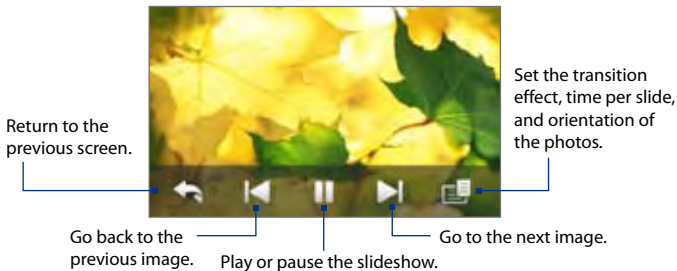 Set the transition
effect, time per slide,
and orientation of
the photos.
Return to the
previous screen.
Go back to the
previous image.
Play or pause the slideshow.
Go to the next image.